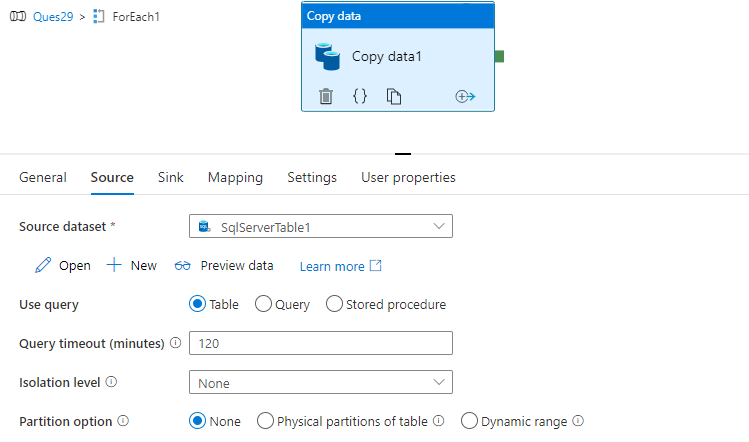 Ques29 > ForEach1
Copy data
Copy data1
General Source Sink Mapping Settings User properties
Source dataset * SqlServerTable1
Open New Preview data Learn more
Use query Table Query Stored procedure
Query timeout (minutes) 120
Isolation level None
Partition option None Physical partitions of table Dynamic range